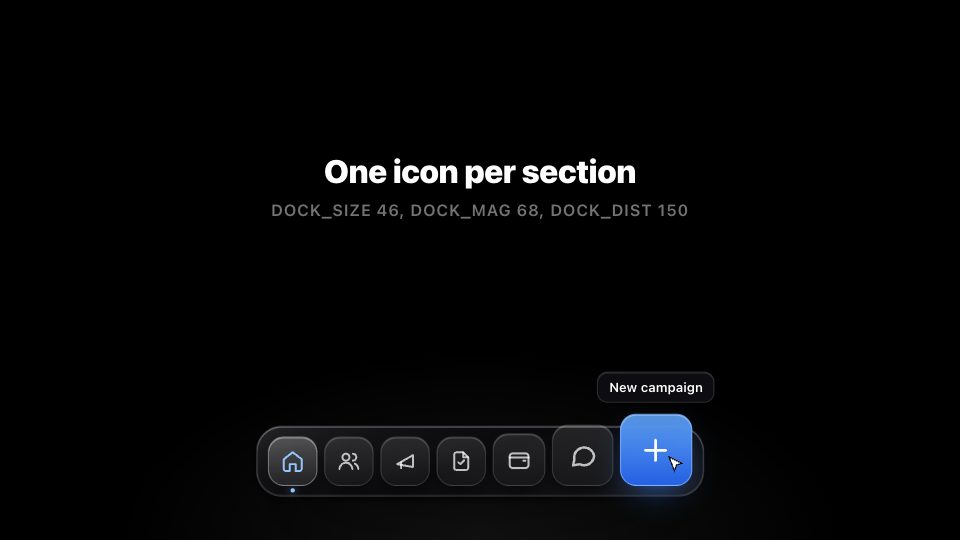 One icon per section
DOCK_SIZE 46, DOCK_MAG 68, DOCK_DIST 150
New campaign